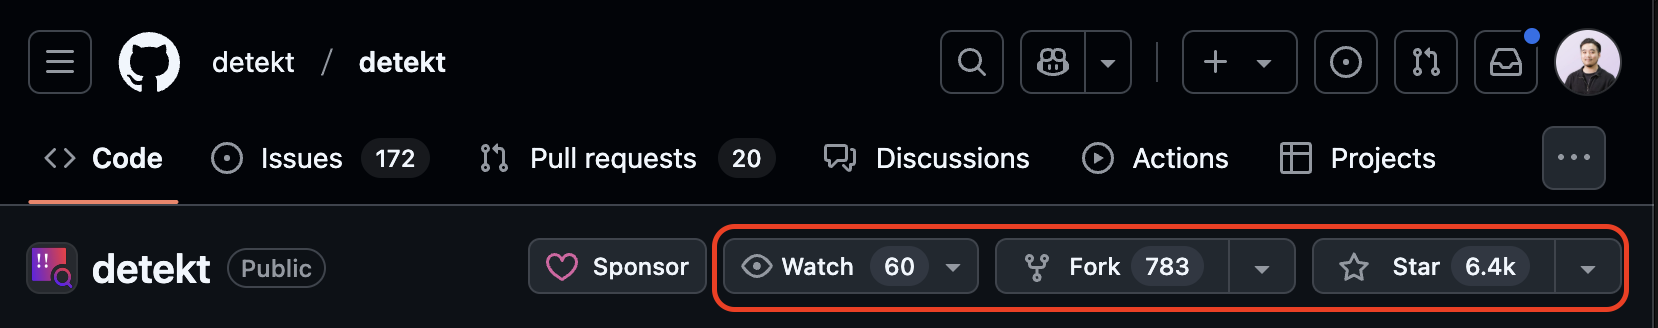 detekt / detekt
Code Issues 172 Pull requests 20 Discussions Actions Projects
detekt Public Sponsor Watch 60 Fork 783 Star 6.4k